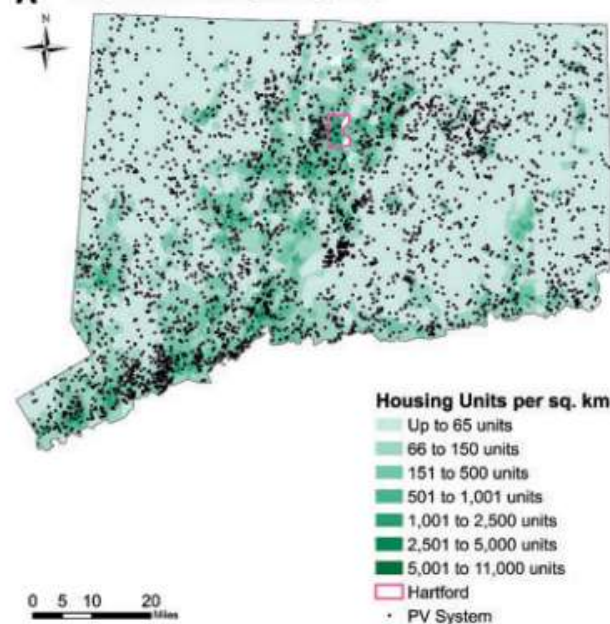 N
Housing Units per sq. km
Up to 65 units
66 to 150 units
151 to 500 units
501 to 1,001 units
1,001 to 2,500 units
2,501 to 5,000 units
5,001 to 11,000 units
Hartford
PV System
0 5 10 20
Miles